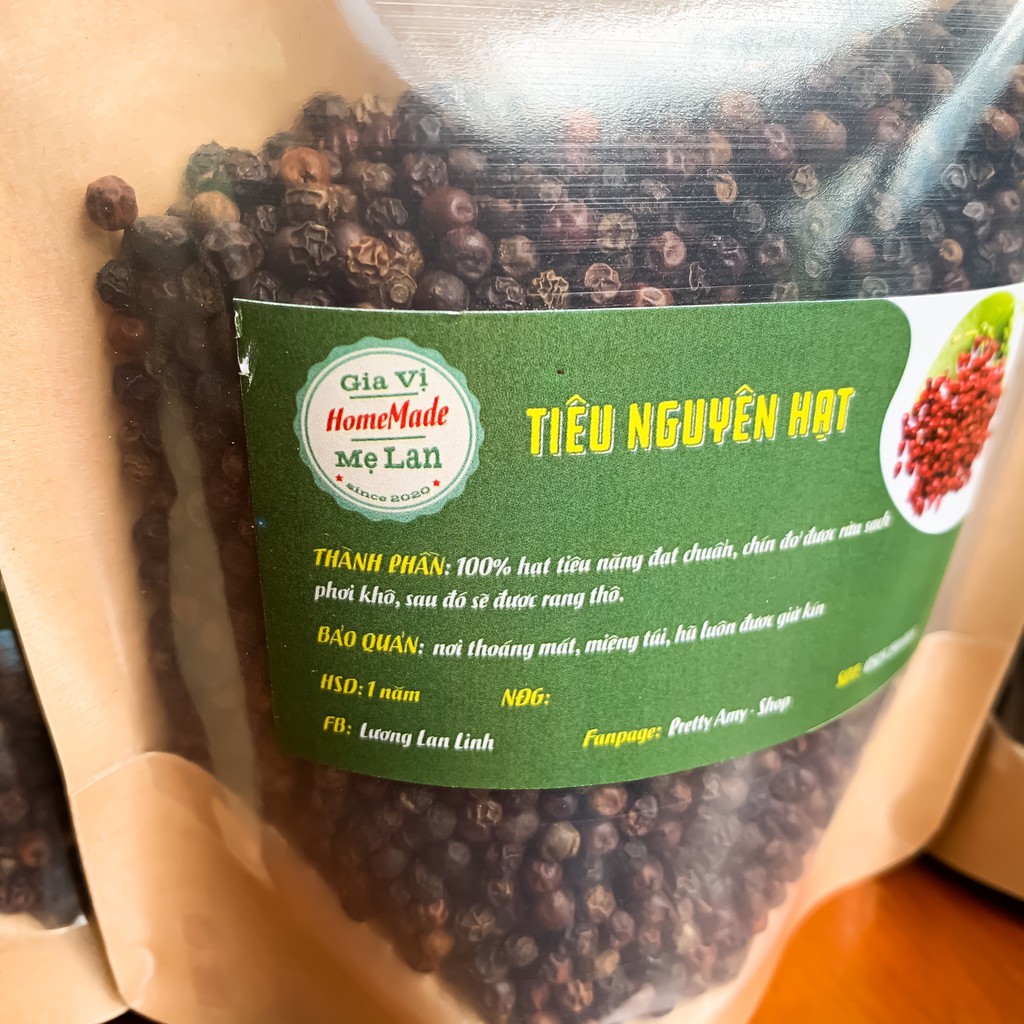 Gia Vị
HomeMade
Mẹ Lan
since 2020
TIÊU NGUYÊN HẠT
THÀNH PHẦN: 100% hạt tiêu nặng đạt chuẩn, chín đỏ được rửa sạch
phơi khô, sau đó sẽ được rang thô.
BẢO QUẢN: nơi thoáng mát, miệng túi, hũ luôn được giữ kín
HSD: 1 năm NĐG: SĐT:
FB: Lương Lan Linh Fanpage: Pretty Amy - Shop